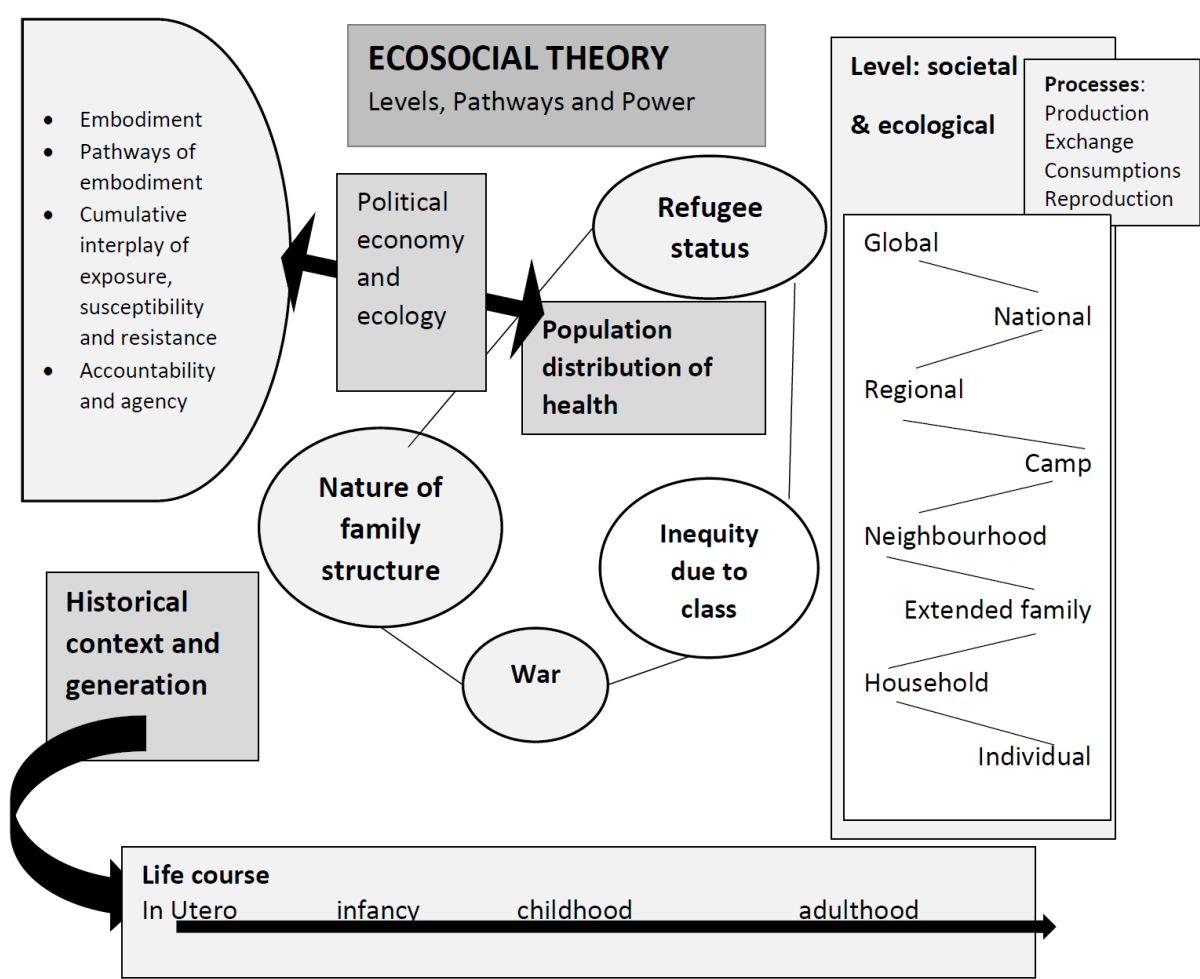 ECOSOCIAL THEORY
Levels, Pathways and Power
• Embodiment
• Pathways of
embodiment
• Cumulative
interplay of
exposure,
susceptibility
and resistance
• Accountability
and agency
Political
economy
and
ecology
Refugee
status
Population
distribution of
health
Nature of
family
structure
Inequity
due to
class
War
Historical
context and
generation
Level: societal
& ecological
Processes:
Production
Exchange
Consumptions
Reproduction
Global
National
Regional
Camp
Neighbourhood
Extended family
Household
Individual
Life course
In Utero infancy childhood adulthood